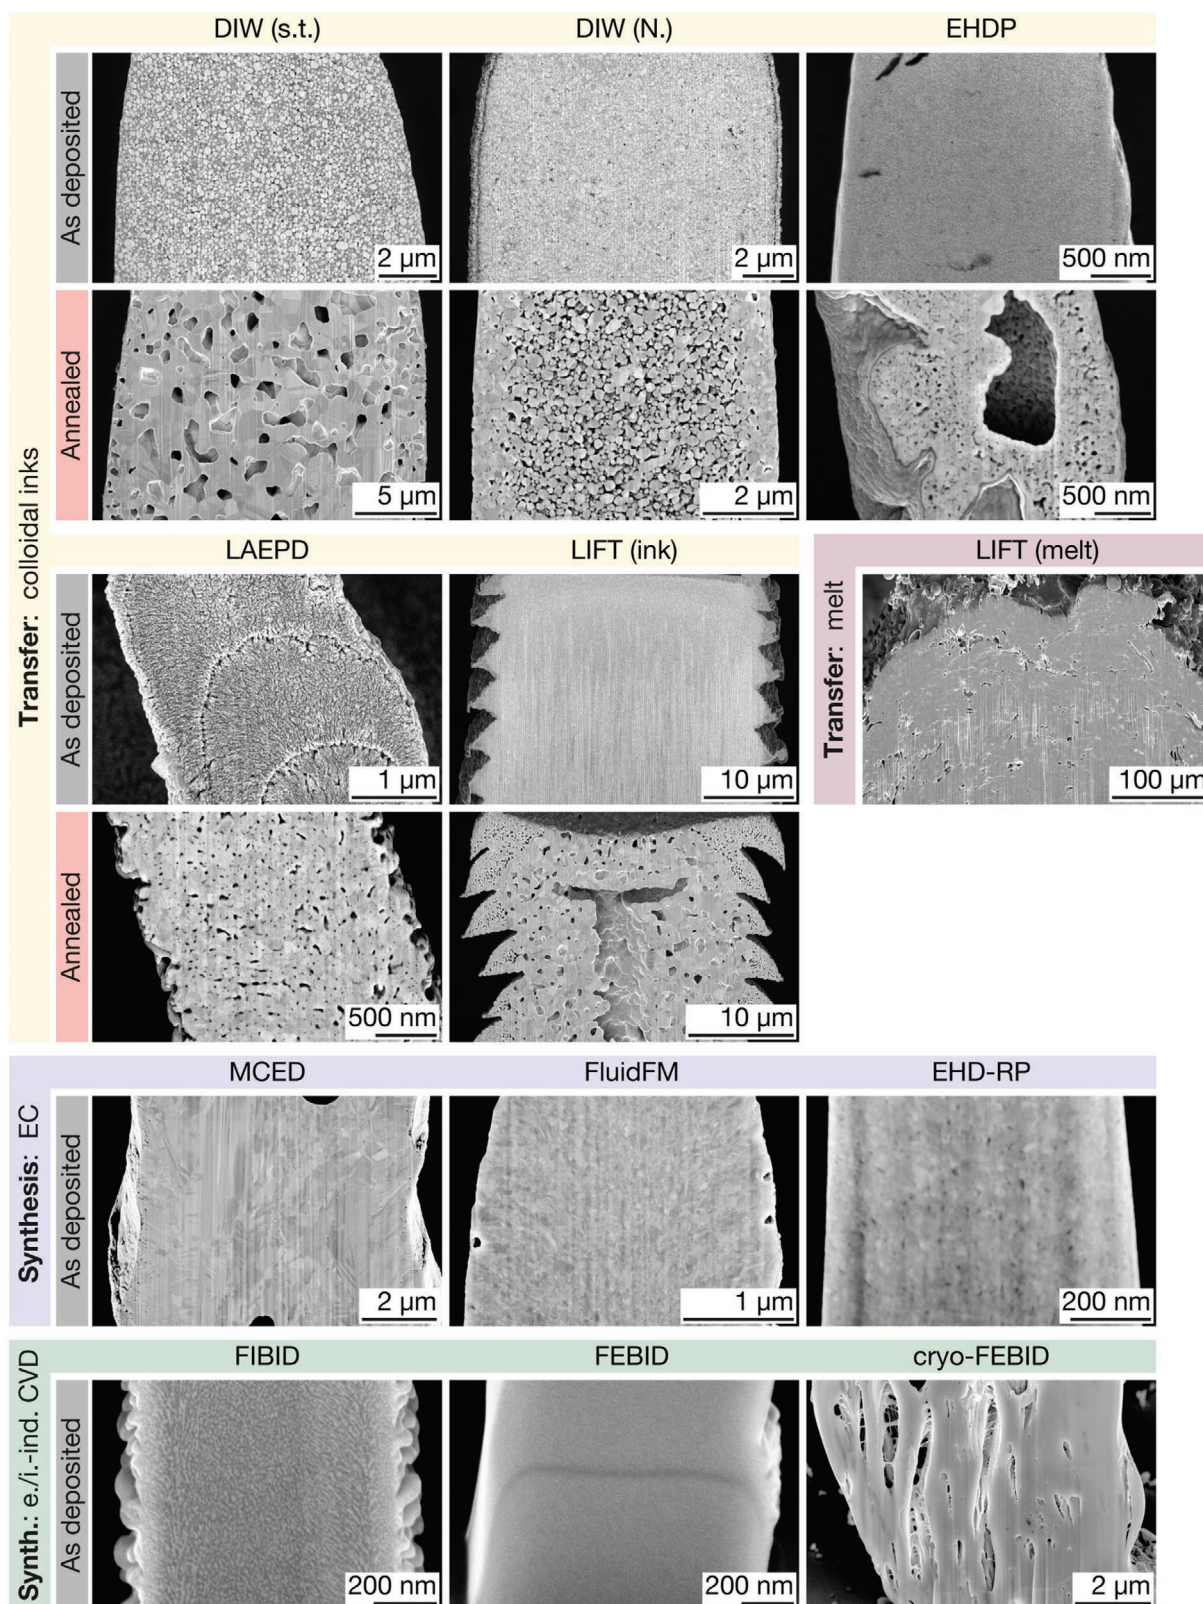 DIW (s.t.)
DIW (N.)
EHDP
Transfer: colloidal inks
As deposited
2 µm
2 µm
500 nm
Annealed
5 µm
2 µm
500 nm
LAEPD
LIFT (ink)
LIFT (melt)
As deposited
1 µm
10 µm
Transfer: melt
100 µm
Annealed
500 nm
10 µm
MCED
FluidFM
EHD-RP
Synthesis: EC
As deposited
2 µm
1 µm
200 nm
FIBID
FEBID
cryo-FEBID
Synth.: e./i.-ind. CVD
As deposited
200 nm
200 nm
2 µm